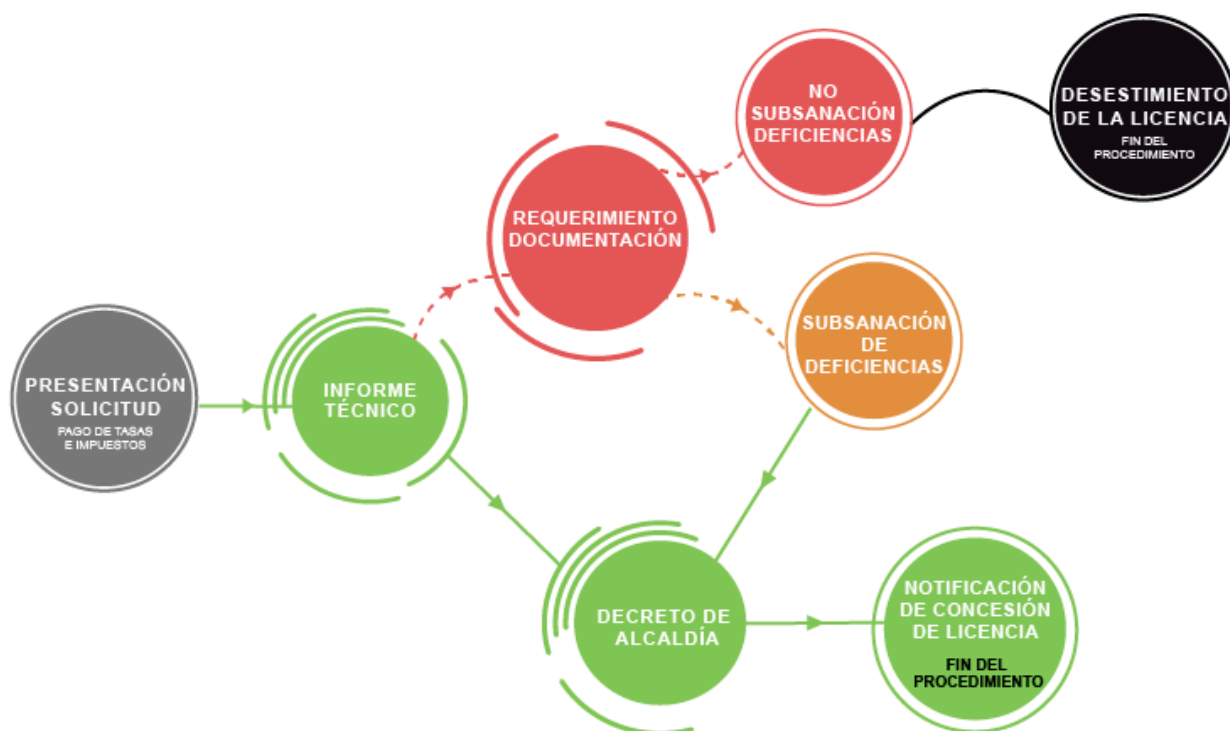 PRESENTACIÓN
SOLICITUD
PAGO DE TASAS
E IMPUESTOS
INFORME
TÉCNICO
REQUERIMIENTO
DOCUMENTACIÓN
NO
SUBSANACIÓN
DEFICIENCIAS
DESESTIMIENTO
DE LA LICENCIA
FIN DEL
PROCEDIMIENTO
SUBSANACIÓN
DE
DEFICIENCIAS
DECRETO DE
ALCALDÍA
NOTIFICACIÓN
DE CONCESIÓN
DE LICENCIA
FIN DEL
PROCEDIMIENTO